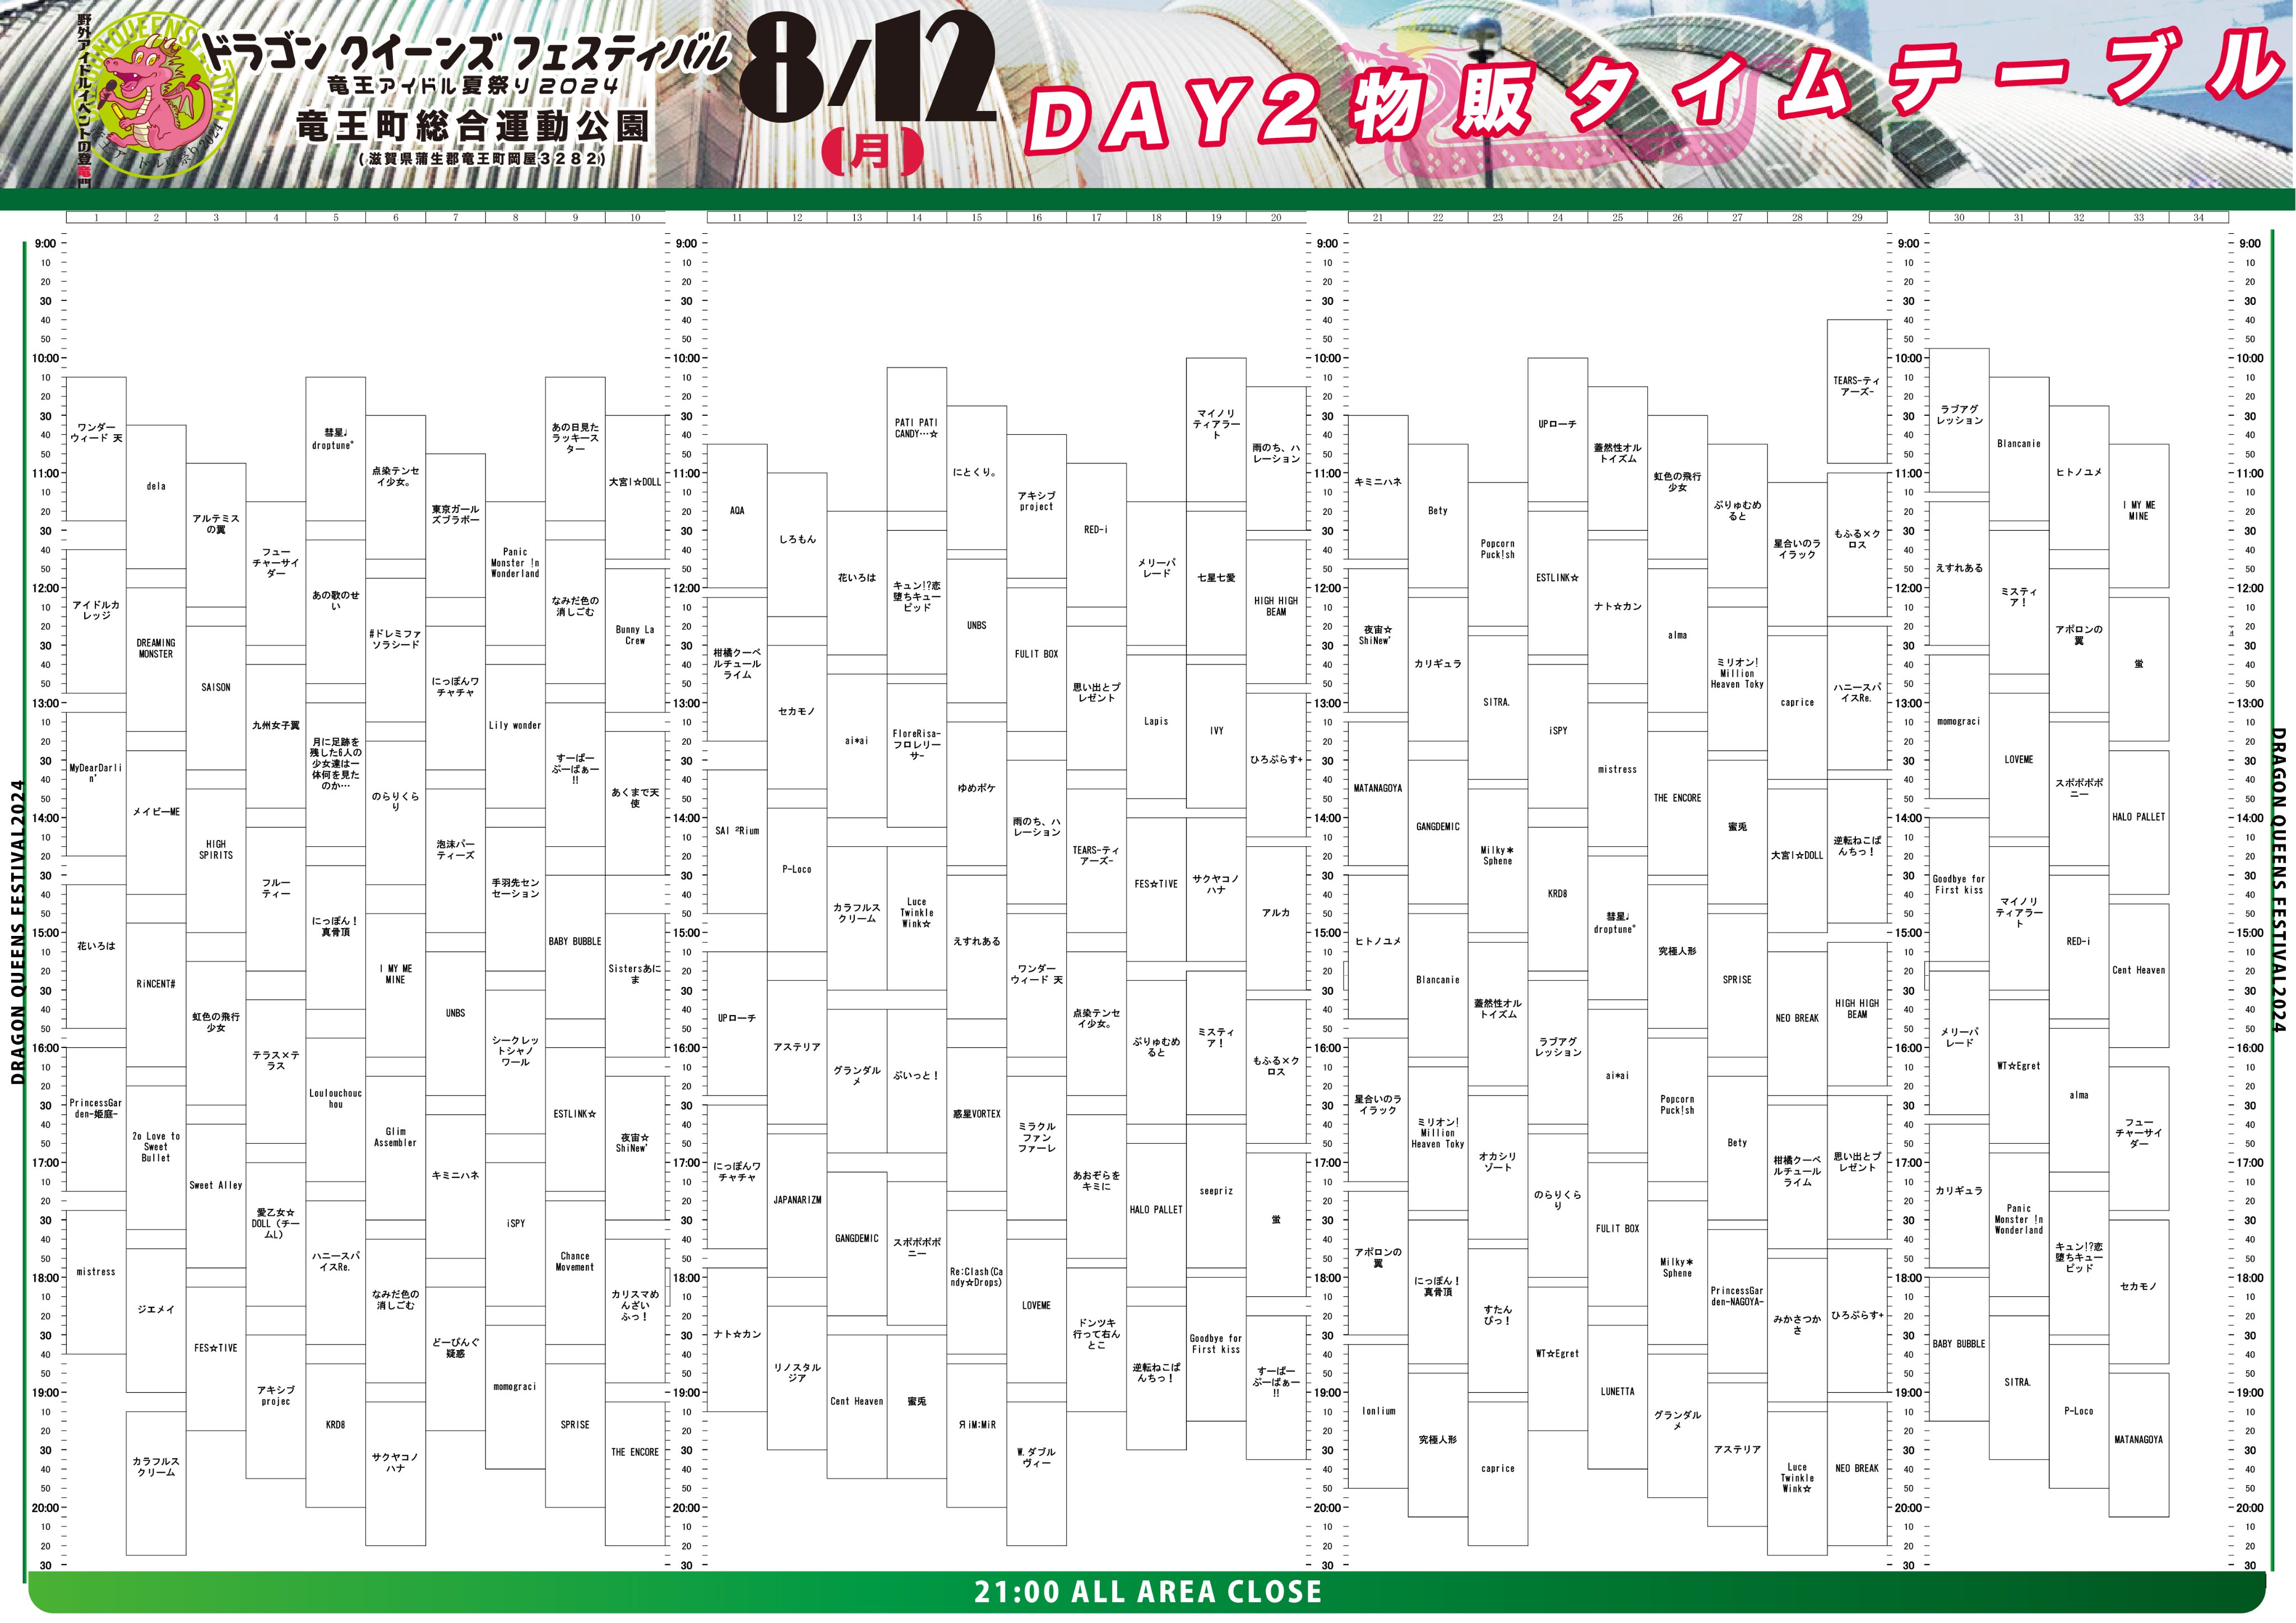 野外アイドルイベントの登竜門
ドラゴン クイーンズ フェスティバル
竜王アイドル夏祭り2024
竜王町総合運動公園
(滋賀県蒲生郡竜王町岡屋3282)
8/12
(月)
DAY2物販タイムテーブル
1 2 3 4 5 6 7 8 9 10
11 12 13 14 15 16 17 18 19 20
21 22 23 24 25 26 27 28 29
30 31 32 33 34
9:00
10
20
30
40
50
10:00
10
20
30
40
50
11:00
10
20
30
40
50
12:00
10
20
30
40
50
13:00
10
20
30
40
50
14:00
10
20
30
40
50
15:00
10
20
30
40
50
16:00
10
20
30
40
50
17:00
10
20
30
40
50
18:00
10
20
30
40
50
19:00
10
20
30
40
50
20:00
10
20
30
ワンダー
ウィード 天
アイドルカ
レッジ
MyDearDarli
n'
花いろは
PrincessGar
den-姫庭-
mistress
dela
DREAMING
MONSTER
メイビーME
RiNCENT#
2o Love to
Sweet
Bullet
ジエメイ
カラフルス
クリーム
アルテミス
の翼
SAISON
HIGH
SPIRITS
虹色の飛行
少女
Sweet Alley
FES☆TIVE
フュー
チャーサイ
ダー
九州女子翼
フルー
ティー
テラス×テ
ラス
愛乙女☆
DOLL（チー
ムL）
アキシブ
projec
彗星♩
droptune*
あの歌のせ
い
月に足跡を
残した6人の
少女達は一
体何を見た
のか…
にっぽん！
真骨頂
Loulouchouc
hou
ハニースパ
イスRe.
KRD8
点染テンセ
イ少女。
#ドレミファ
ソラシード
のらりくら
り
I MY ME
MINE
Glim
Assembler
なみだ色の
消しごむ
サクヤコノ
ハナ
東京ガール
ズブラボー
にっぽんワ
チャチャ
泡沫パー
ティーズ
UNBS
キミニハネ
どーぴんぐ
疑惑
Panic
Monster !n
Wonderland
Lily wonder
手羽先セン
セーション
シークレッ
トシャノ
ワール
iSPY
momograci
あの日見た
ラッキース
ター
なみだ色の
消しごむ
すーぱー
ぷーばぁー
!!
BABY BUBBLE
ESTLINK☆
Chance
Movement
SPRISE
大宮I☆DOLL
Bunny La
Crew
あくまで天
使
Sistersあに
ま
夜宙☆
ShiNew'
カリスマめ
んざい
ふっ！
THE ENCORE
AQA
柑橘クーベ
ルチュール
ライム
SAI ²Rium
UPローチ
にっぽんワ
チャチャ
ナト☆カン
しろもん
セカモノ
P-Loco
アステリア
JAPANARIZM
リノスタル
ジア
花いろは
ai*ai
カラフルス
クリーム
グランダル
メ
GANGDEMIC
Cent Heaven
PATI PATI
CANDY…☆
キュン!?恋
堕ちキュー
ピッド
FloreRisa-
フロレリー
サ-
Luce
Twinkle
Wink☆
ぷいっと！
スポポポポ
ニー
蜜兎
にとくり。
UNBS
ゆめポケ
えすれある
惑星VORTEX
Re:Clash(Ca
ndy☆Drops)
ЯiM:MiR
アキシブ
project
FULIT BOX
雨のち、ハ
レーション
ワンダー
ウィード 天
ミラクル
ファン
ファーレ
LOVEME
W.ダブル
ヴィー
RED-i
思い出とプ
レゼント
TEARS-ティ
アーズ-
点染テンセ
イ少女。
あおぞらを
キミに
ドンツキ
行って右ん
とこ
メリーパ
レード
Lapis
FES☆TIVE
ぷりゅむめ
ると
HALO PALLET
逆転ねこぱ
んちっ！
マイノリ
ティアラー
ト
七星七愛
IVY
サクヤコノ
ハナ
ミスティ
ア！
seepriz
Goodbye for
First kiss
雨のち、ハ
レーション
HIGH HIGH
BEAM
ひろぷらす+
アルカ
もふる×ク
ロス
蛍
すーぱー
ぷーばぁー
!!
キミニハネ
夜宙☆
ShiNew'
MATANAGOYA
ヒトノユメ
星合いのラ
イラック
アポロンの
翼
Ionlium
Bety
カリギュラ
GANGDEMIC
Blancanie
ミリオン!
Million
Heaven Toky
にっぽん！
真骨頂
究極人形
Popcorn
Puck!sh
SITRA.
Milky＊
Sphene
蓋然性オル
トイズム
オカシリ
ゾート
すたん
ぴっ！
caprice
UPローチ
ESTLINK☆
iSPY
KRD8
ラブアグ
レッション
のらりくら
り
WT☆Egret
蓋然性オル
トイズム
ナト☆カン
mistress
彗星♩
droptune*
ai*ai
FULIT BOX
LUNETTA
虹色の飛行
少女
alma
THE ENCORE
究極人形
Popcorn
Puck!sh
Milky＊
Sphene
グランダル
メ
ぷりゅむめ
ると
ミリオン!
Million
Heaven Toky
蜜兎
SPRISE
Bety
PrincessGar
den-NAGOYA-
アステリア
星合いのラ
イラック
caprice
大宮I☆DOLL
NEO BREAK
柑橘クーベ
ルチュール
ライム
みかさつか
さ
Luce
Twinkle
Wink☆
TEARS-ティ
アーズ-
もふる×ク
ロス
ハニースパ
イスRe.
逆転ねこぱ
んちっ！
HIGH HIGH
BEAM
思い出とプ
レゼント
ひろぷらす+
NEO BREAK
ラブアグ
レッション
えすれある
momograci
Goodbye for
First kiss
メリーパ
レード
カリギュラ
BABY BUBBLE
Blancanie
ミスティ
ア！
LOVEME
マイノリ
ティアラー
ト
WT☆Egret
Panic
Monster !n
Wonderland
SITRA.
ヒトノユメ
アポロンの
翼
スポポポポ
ニー
RED-i
alma
キュン!?恋
堕ちキュー
ピッド
P-Loco
I MY ME
MINE
蛍
HALO PALLET
Cent Heaven
フュー
チャーサイ
ダー
セカモノ
MATANAGOYA
DRAGON QUEENS FESTIVAL2024
DRAGON QUEENS FESTIVAL2024
21:00 ALL AREA CLOSE